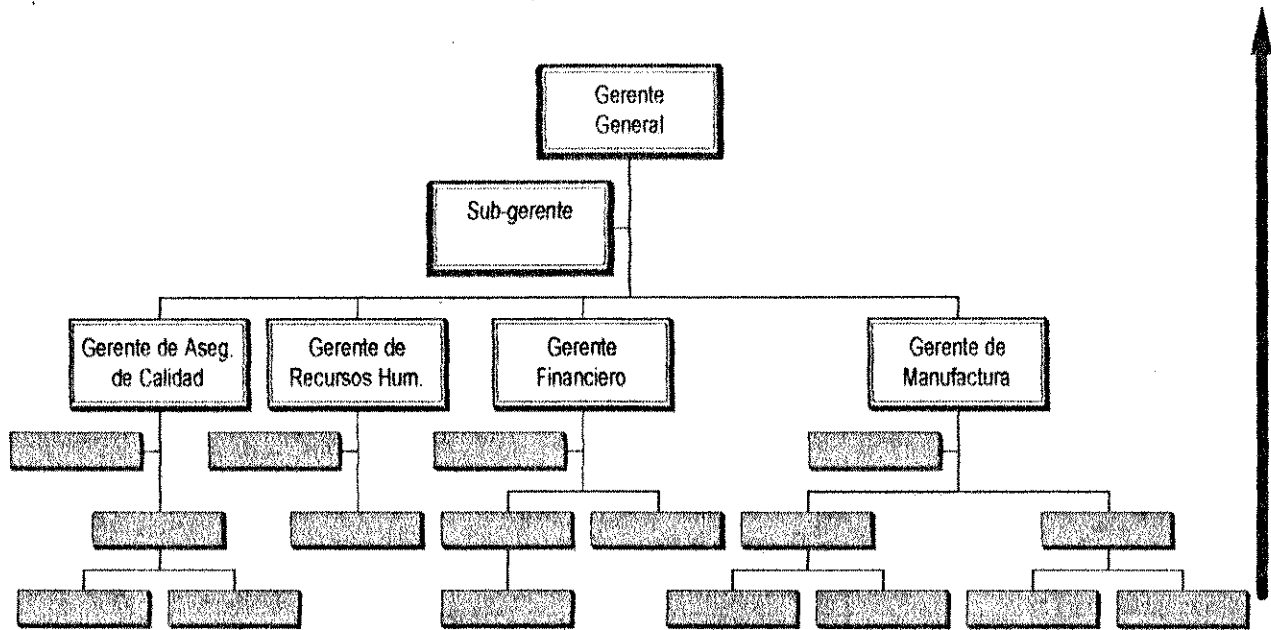 Gerente
General
Sub-gerente
Gerente de Aseg.
de Calidad
Gerente de
Recursos Hum.
Gerente
Financiero
Gerente de
Manufactura